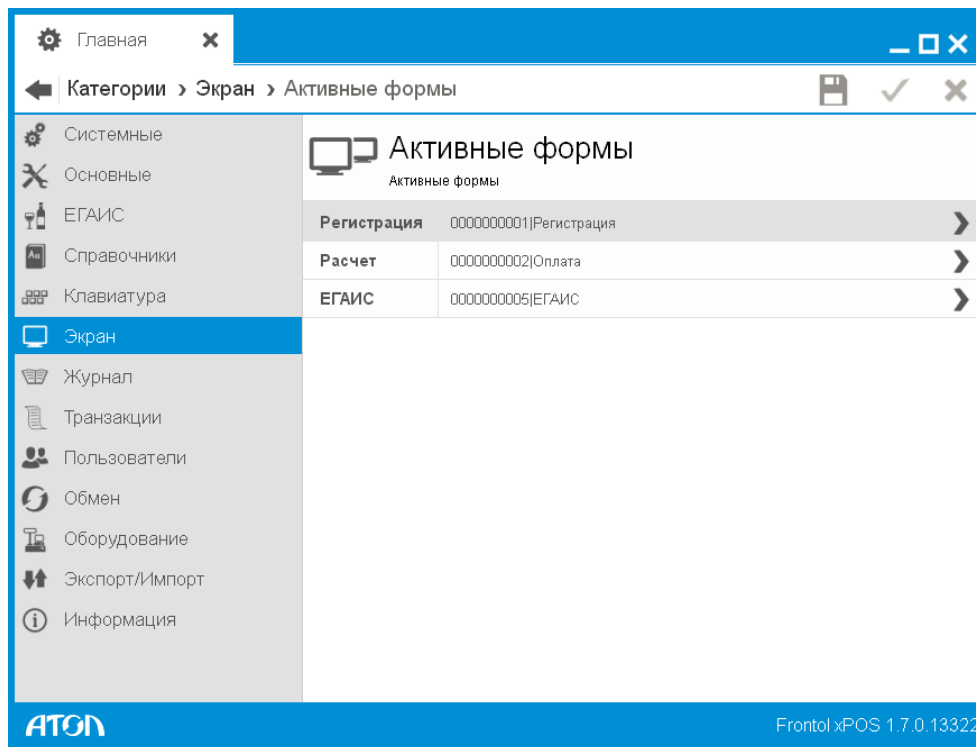 Главная
Категории › Экран › Активные формы
Системные
Основные
ЕГАИС
Справочники
Клавиатура
Экран
Журнал
Транзакции
Пользователи
Обмен
Оборудование
Экспорт/Импорт
Информация
Активные формы
Активные формы
Регистрация 0000000001|Регистрация
Расчет 0000000002|Оплата
ЕГАИС 0000000005|ЕГАИС
АТОЛ Frontol xPOS 1.7.0.13322